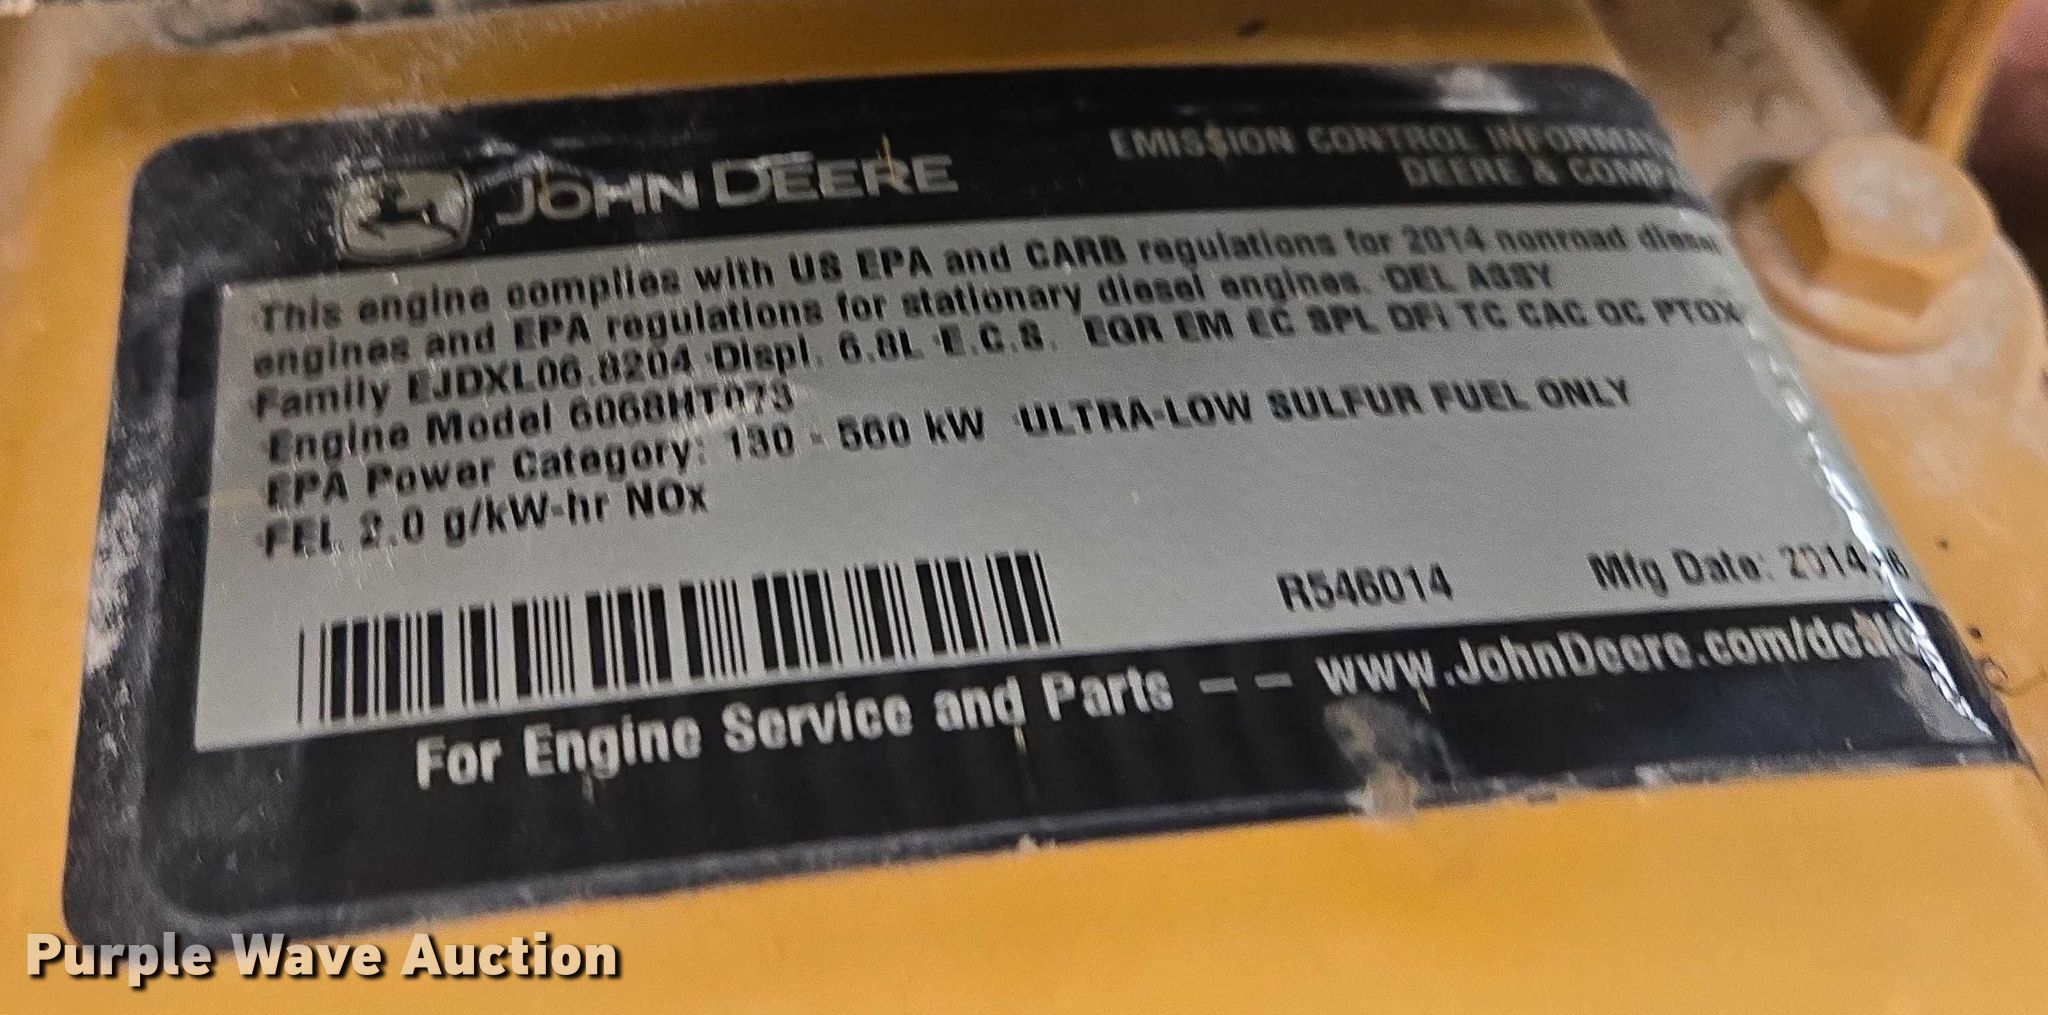 JOHN DEERE
EMISSION CONTROL
DEERE &
This engine complies with US EPA and CARB regulations for 2014 nonroad diesel
engines and EPA regulations for stationary diesel engines. DEL ASSY
Family EJDXL06.8204 Displ. 6.8L E.C.S. EGR EM EC SPL DFI TC CAC OC PTOX
Engine Model 6068HT073
EPA Power Category: 130 - 560 kW ULTRA-LOW SULFUR FUEL ONLY
FEL 2.0 g/kW-hr NOx
R546014 Mfg Date:
For Engine Service and Parts – – www.JohnDeere.com/
Purple Wave Auction